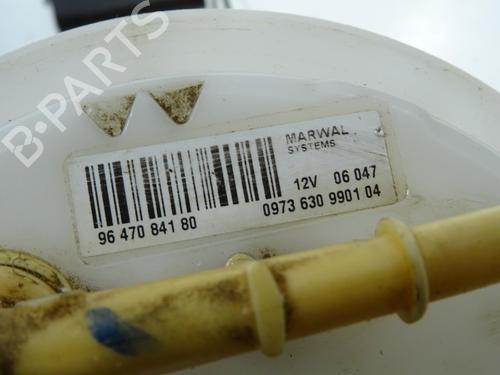 B-PARTS
MARWAL
SYSTEMS
12V 06 047
96 470 841 80
0973 630 9901 04